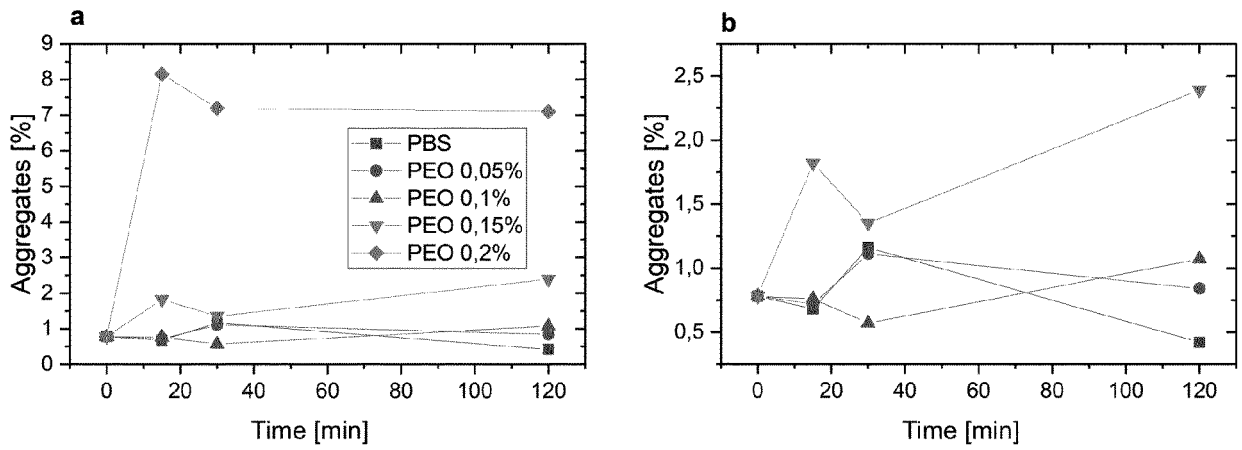 a
9
8
7
6
5
4
3
2
1
0
Aggregates [%]
PBS
PEO 0,05%
PEO 0,1%
PEO 0,15%
PEO 0,2%
0 20 40 60 80 100 120
Time [min]
b
2,5
2,0
1,5
1,0
0,5
Aggregates [%]
0 20 40 60 80 100 120
Time [min]